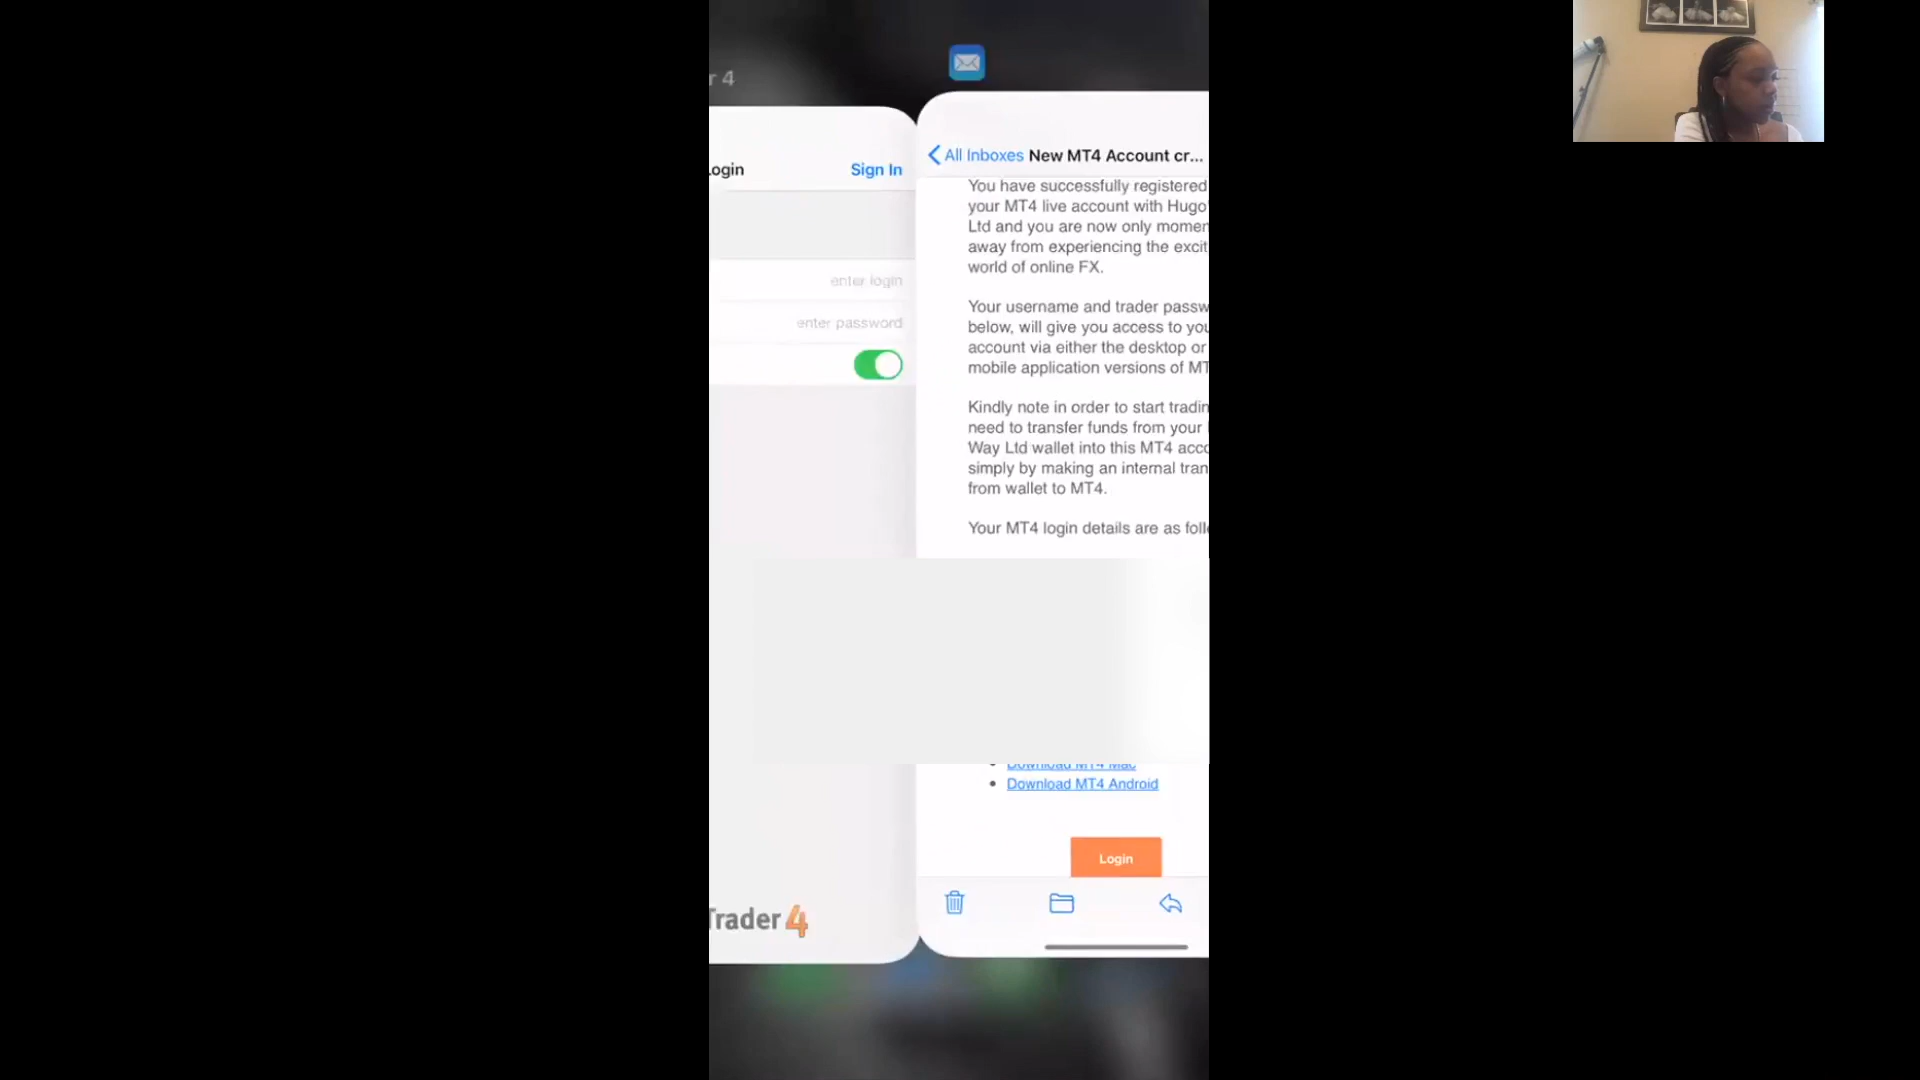 r 4
Login
Sign In
enter login
enter password
Trader 4
All Inboxes New MT4 Account cr...
You have successfully registered
your MT4 live account with Hugo'
Ltd and you are now only momen
away from experiencing the excit
world of online FX.
Your username and trader passw
below, will give you access to you
account via either the desktop or
mobile application versions of MT
Kindly note in order to start tradin
need to transfer funds from your
Way Ltd wallet into this MT4 acco
simply by making an internal tran
from wallet to MT4.
Your MT4 login details are as follo
Download MT4 Mac
Download MT4 Android
Login